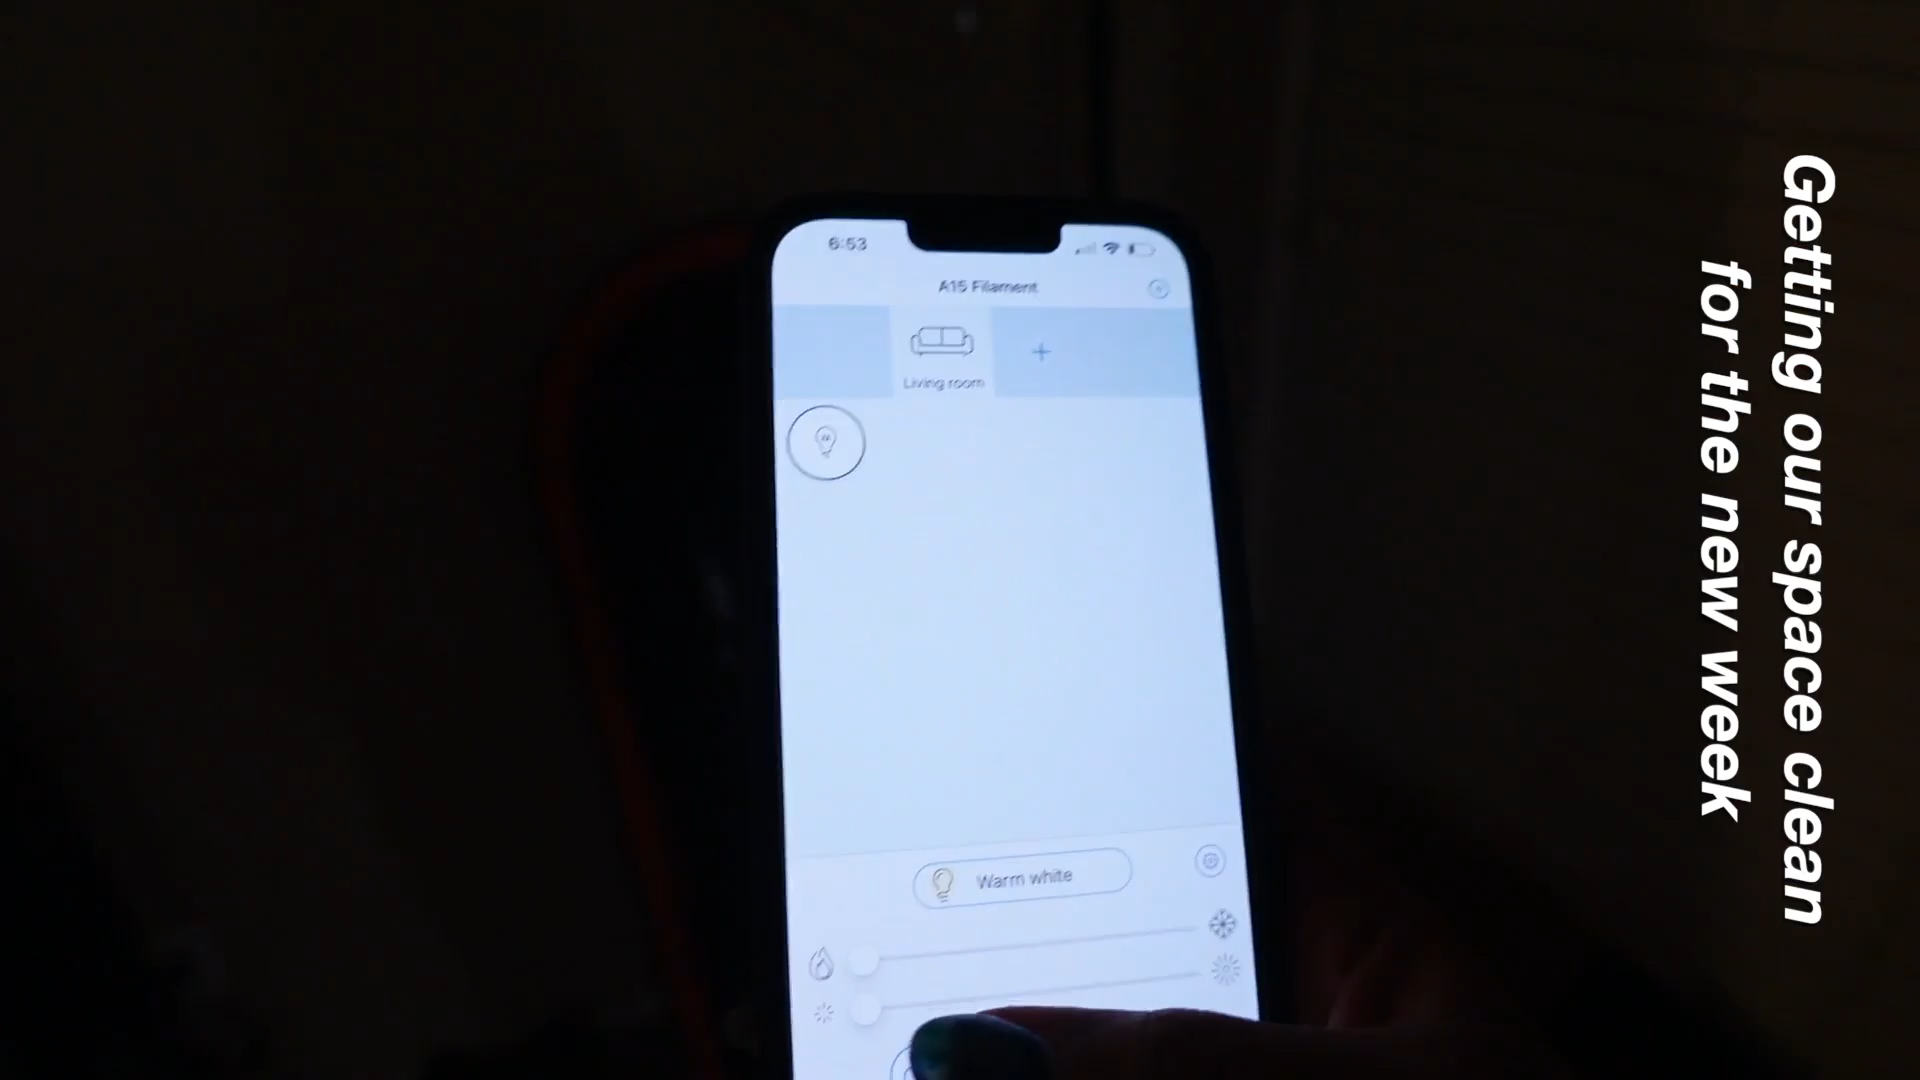 Getting our space clean
for the new week
6:53
A15 Filament
Living room
Warm white